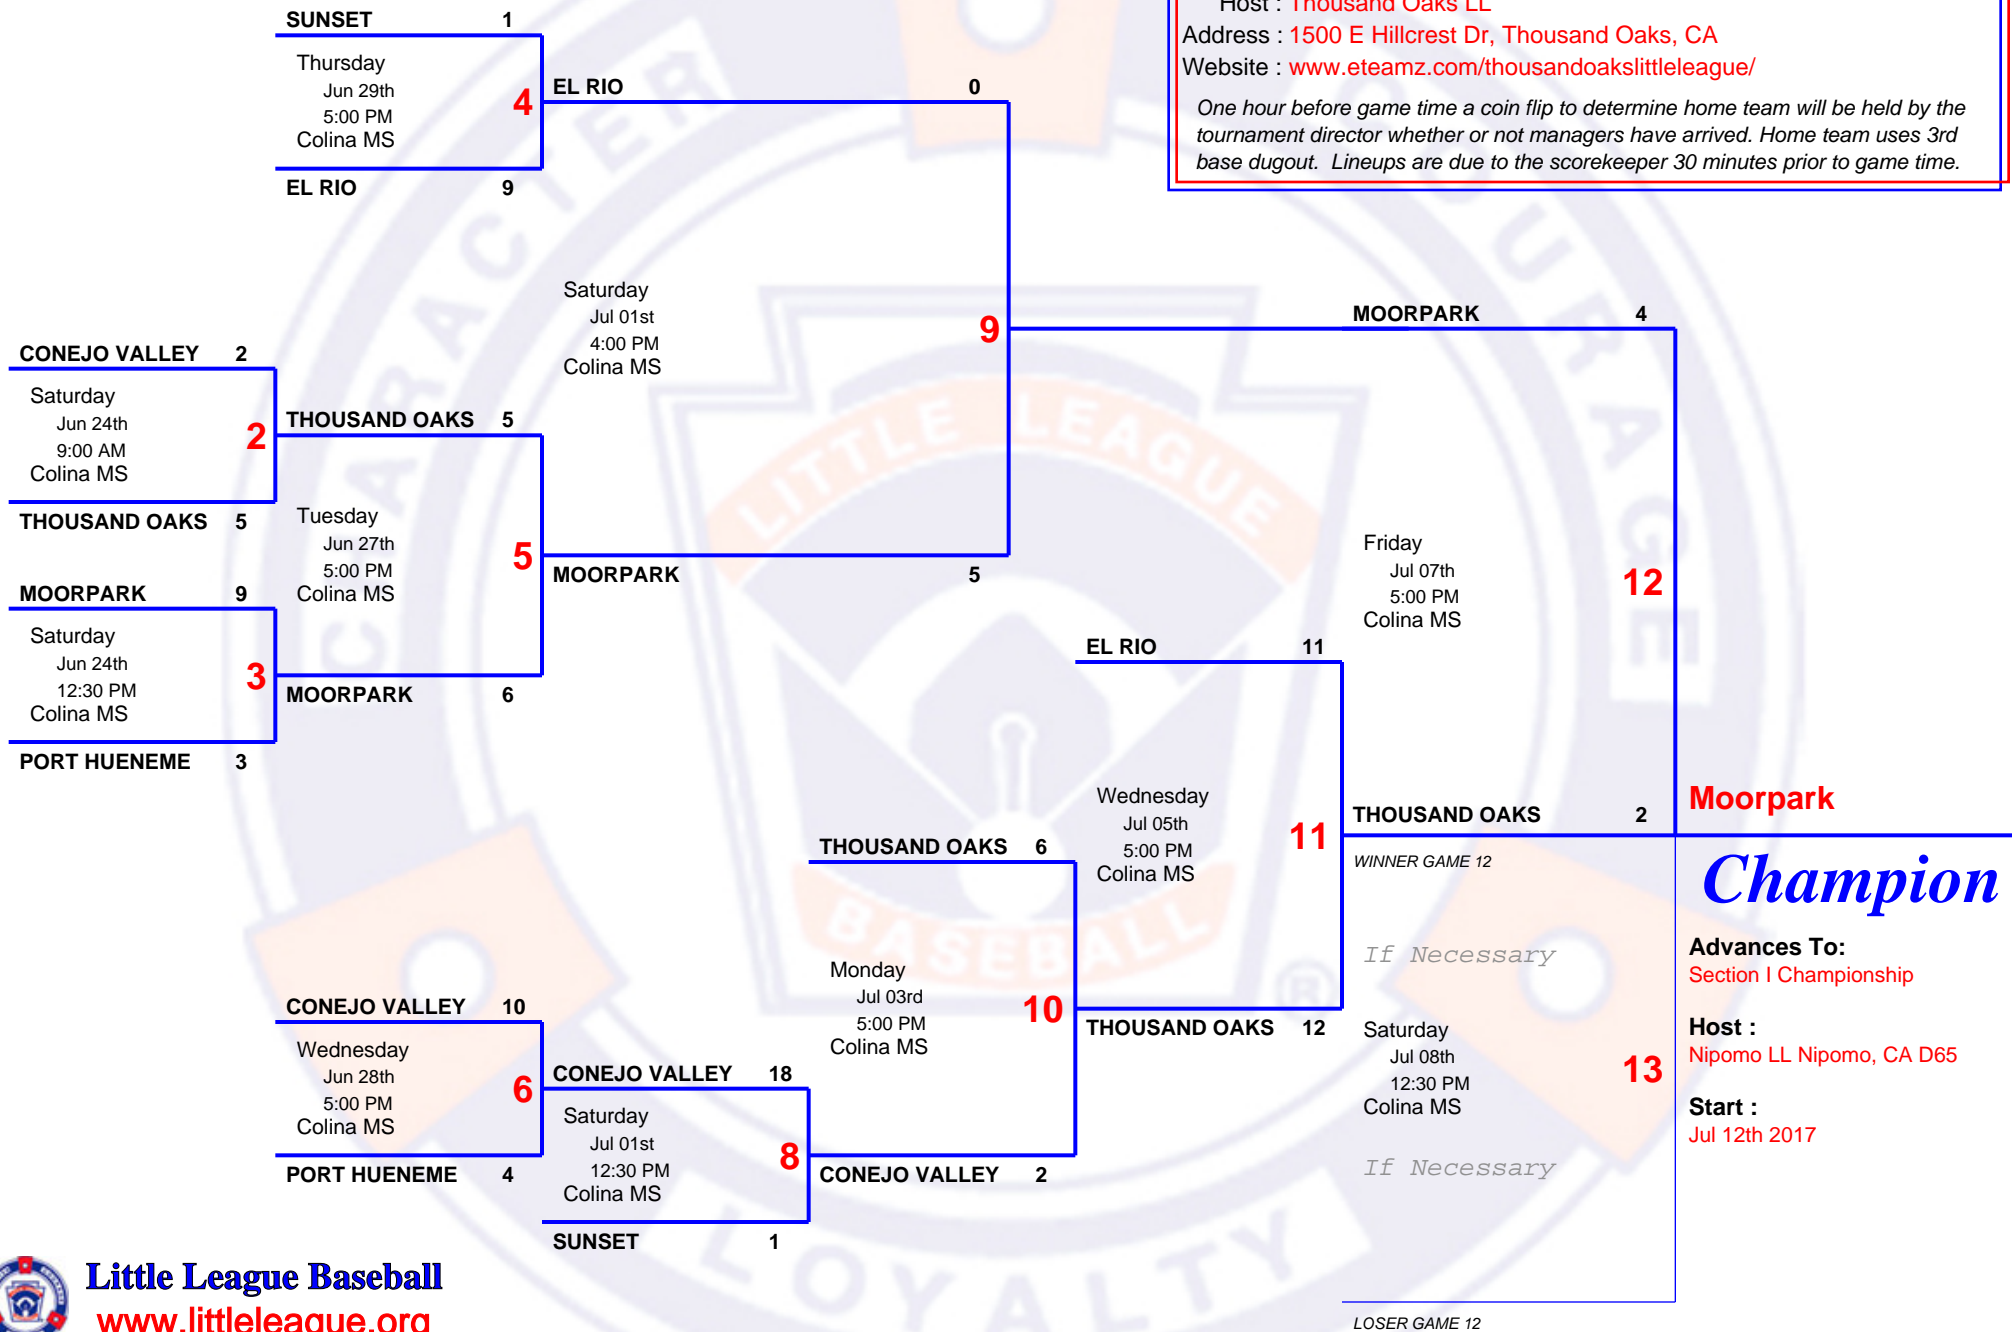 SUNSET 1
Thursday
Jun 29th
5:00 PM
Colina MS
4
EL RIO 9
EL RIO 0
Host : Thousand Oaks LL
Address : 1500 E Hillcrest Dr, Thousand Oaks, CA
Website : www.eteamz.com/thousandoakslittleleague/
One hour before game time a coin flip to determine home team will be held by the
tournament director whether or not managers have arrived. Home team uses 3rd
base dugout. Lineups are due to the scorekeeper 30 minutes prior to game time.
Saturday
Jul 01st
4:00 PM
Colina MS
9
MOORPARK 4
CONEJO VALLEY 2
Saturday
Jun 24th
9:00 AM
Colina MS
2
THOUSAND OAKS 5
THOUSAND OAKS 5
Tuesday
Jun 27th
5:00 PM
Colina MS
5
MOORPARK 5
MOORPARK 9
Saturday
Jun 24th
12:30 PM
Colina MS
3
MOORPARK 6
PORT HUENEME 3
Friday
Jul 07th
5:00 PM
Colina MS
12
EL RIO 11
Wednesday
Jul 05th
5:00 PM
Colina MS
11
THOUSAND OAKS 2
WINNER GAME 12
Moorpark
Champion
THOUSAND OAKS 6
Monday
Jul 03rd
5:00 PM
Colina MS
10
THOUSAND OAKS 12
If Necessary
Saturday
Jul 08th
12:30 PM
Colina MS
13
If Necessary
LOSER GAME 12
Advances To:
Section I Championship
Host :
Nipomo LL Nipomo, CA D65
Start :
Jul 12th 2017
CONEJO VALLEY 10
Wednesday
Jun 28th
5:00 PM
Colina MS
6
PORT HUENEME 4
CONEJO VALLEY 18
Saturday
Jul 01st
12:30 PM
Colina MS
8
CONEJO VALLEY 2
SUNSET 1
Little League Baseball
www.littleleague.org
CHARACTER
COURAGE
LOYALTY
LITTLE LEAGUE
BASEBALL
®